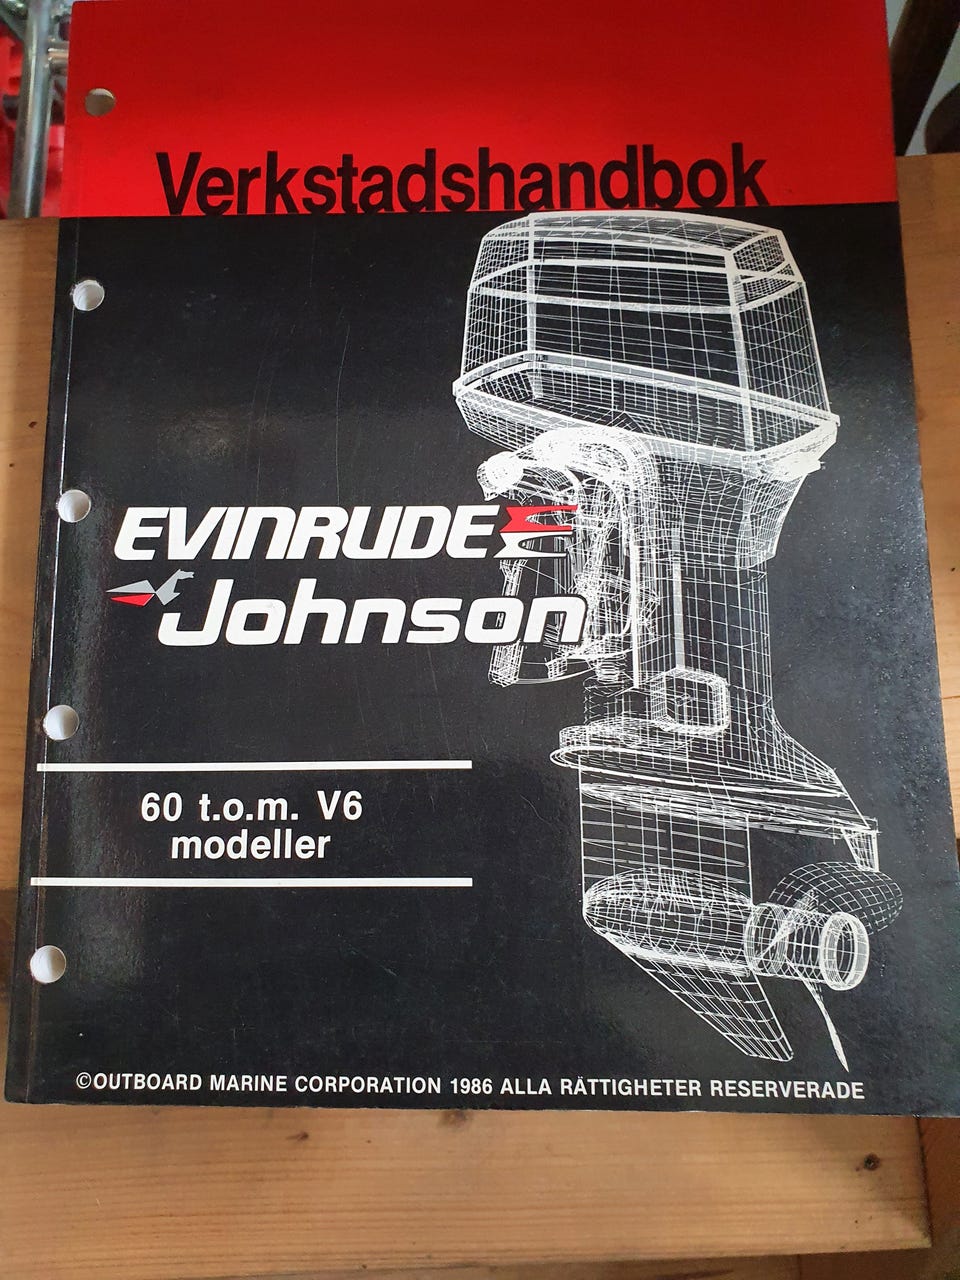 Verkstadshandbok
EVINRUDE
Johnson
60 t.o.m. V6
modeller
©OUTBOARD MARINE CORPORATION 1986 ALLA RÄTTIGHETER RESERVERADE